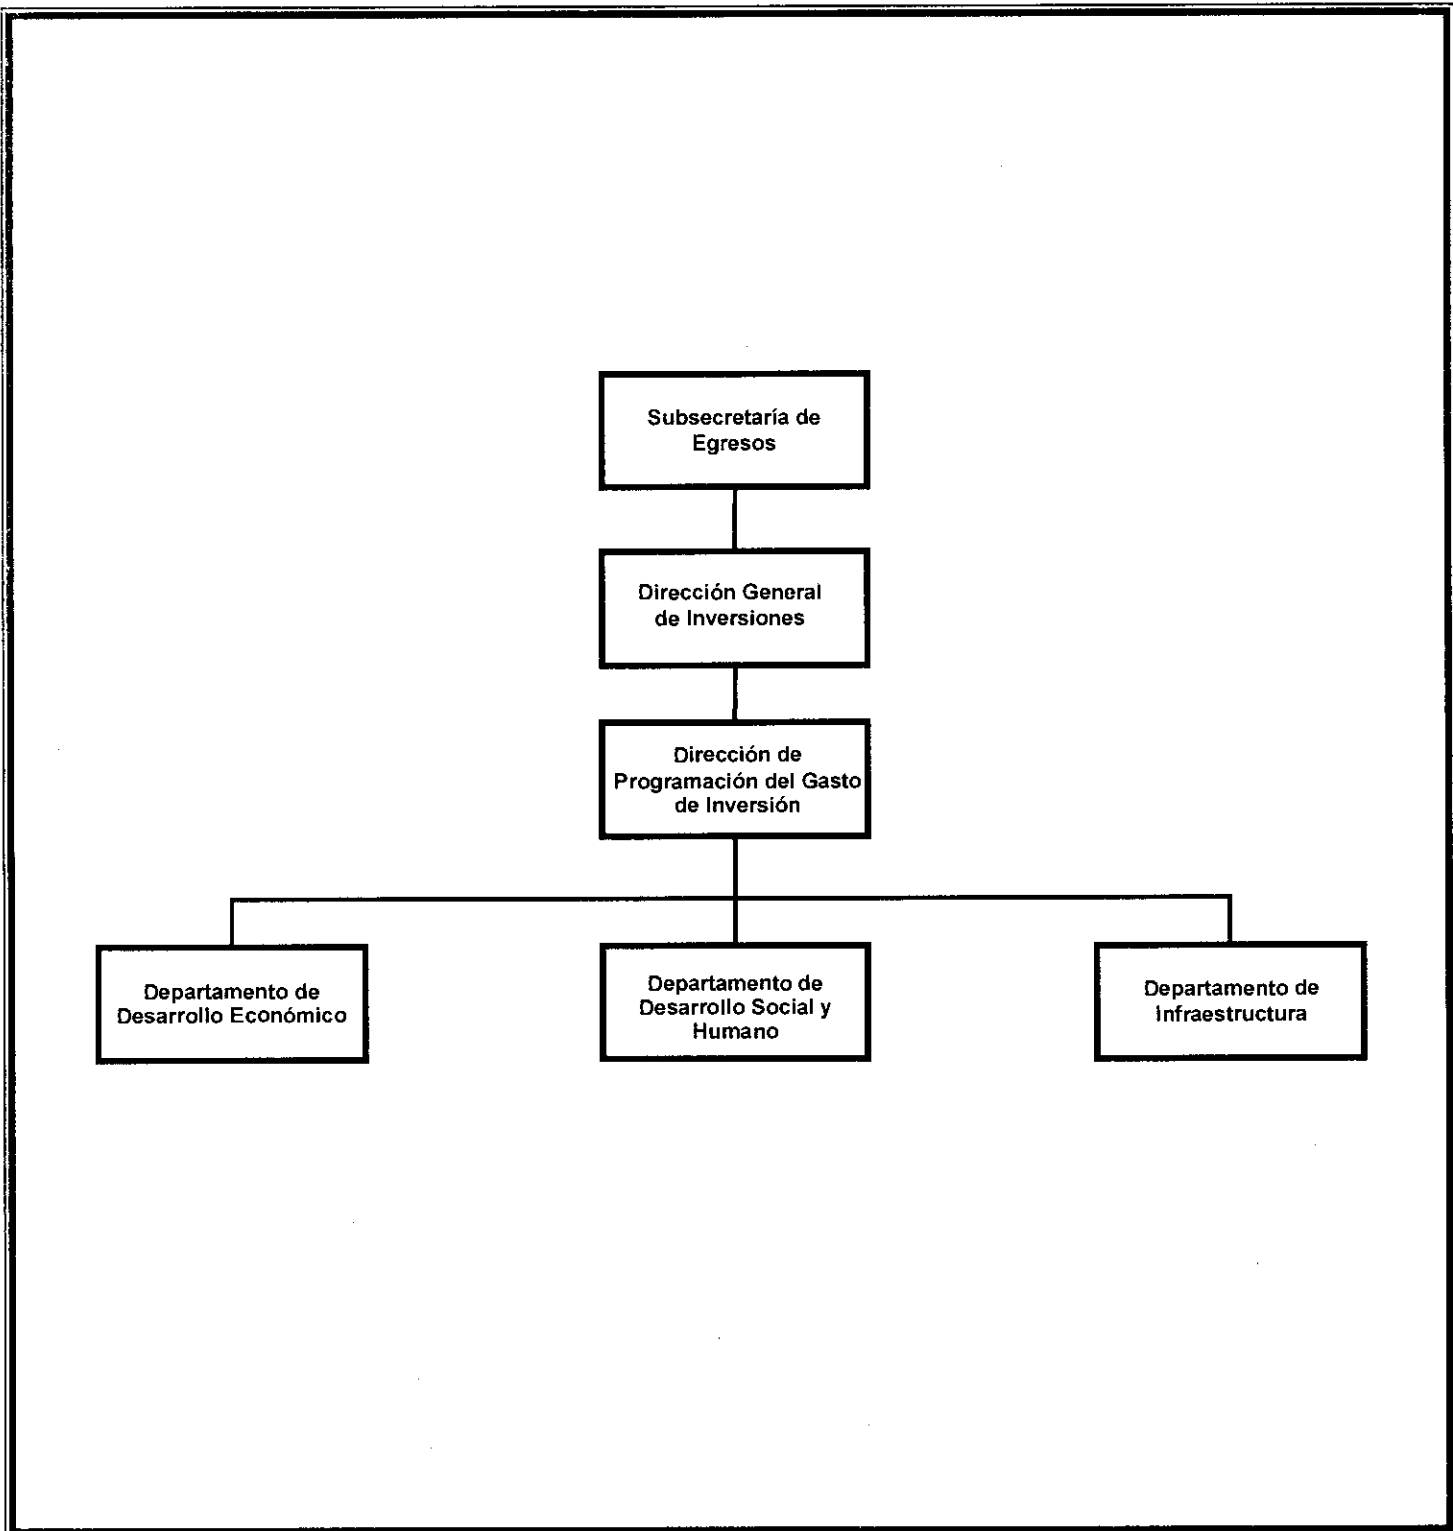 Subsecretaría de
Egresos
Dirección General
de Inversiones
Dirección de
Programación del Gasto
de Inversión
Departamento de
Desarrollo Económico
Departamento de
Desarrollo Social y
Humano
Departamento de
Infraestructura